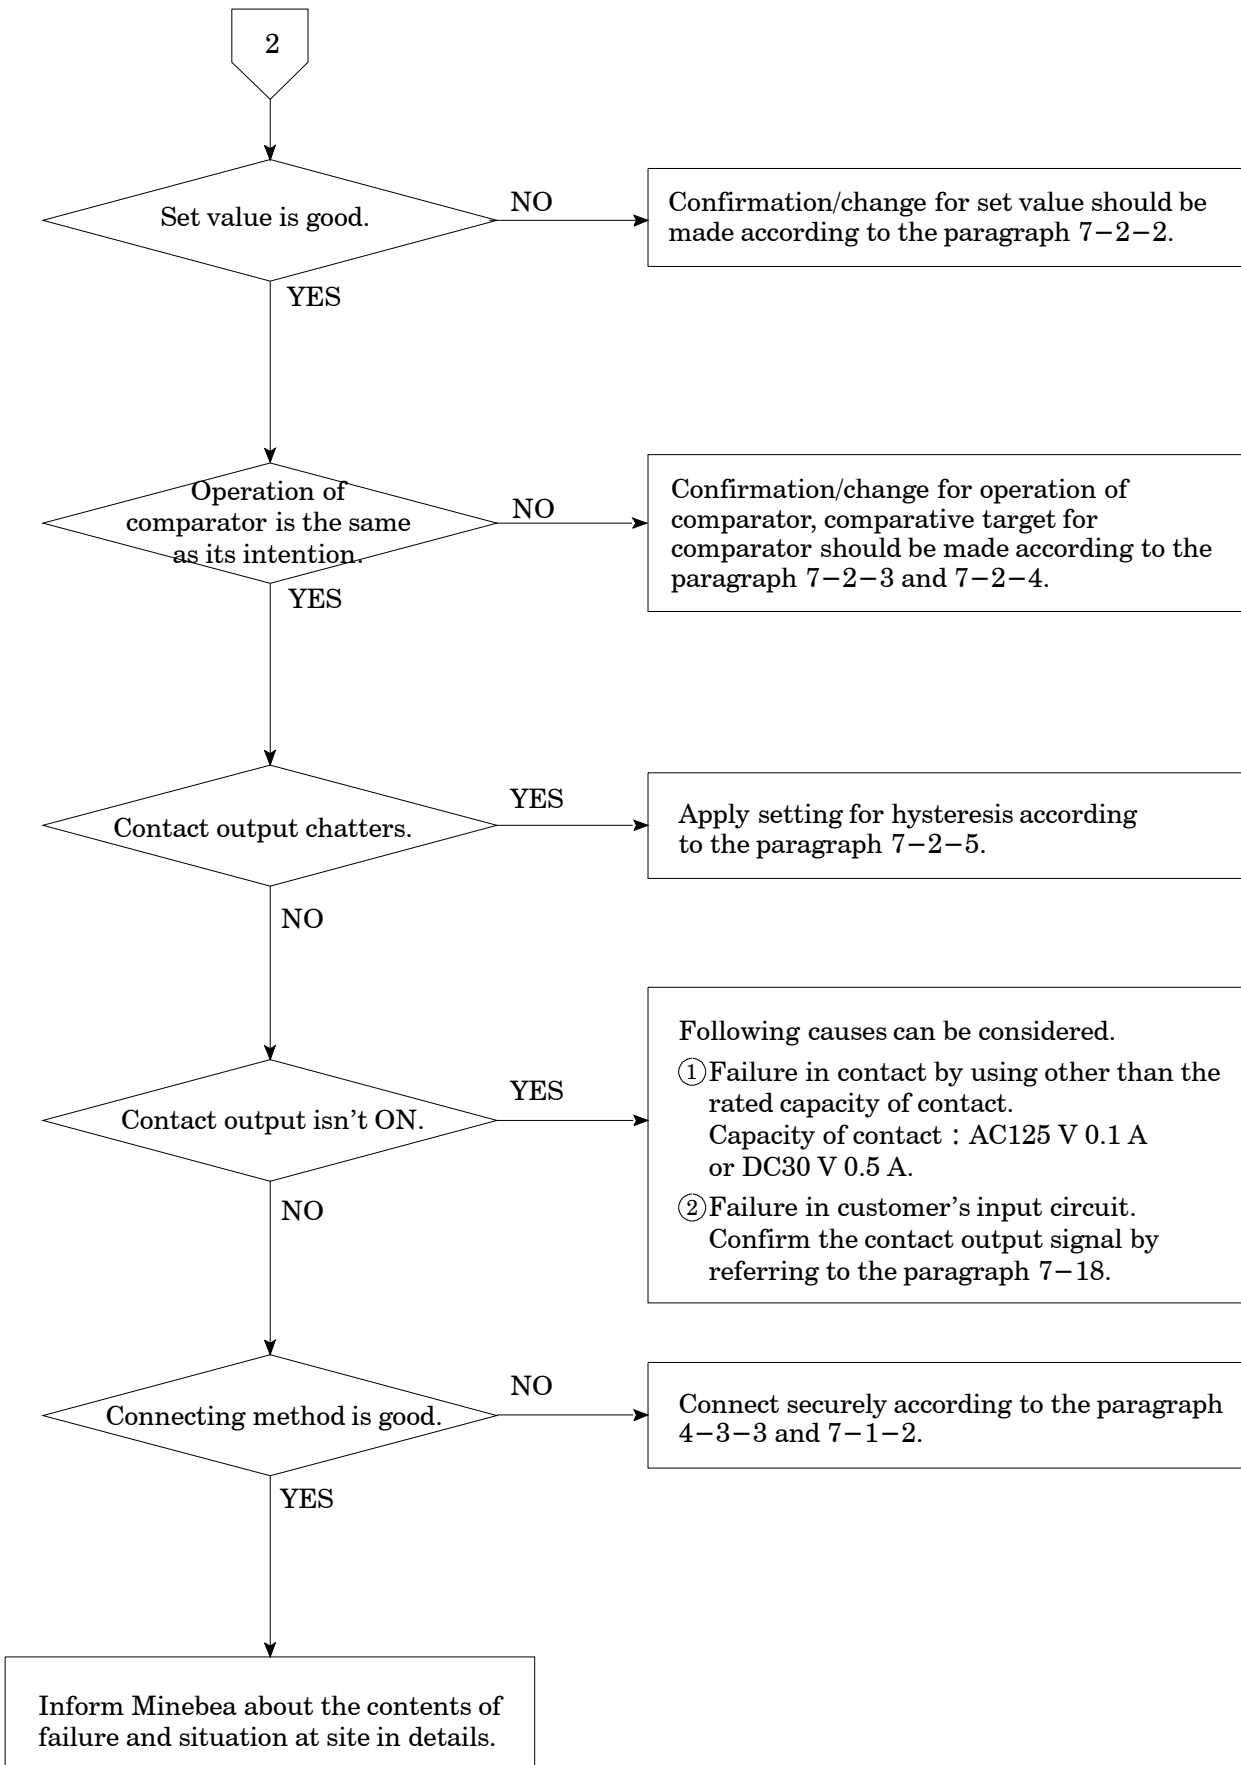 2
Set value is good.
NO
Confirmation/change for set value should be
made according to the paragraph 7−2−2.
YES
Operation of
comparator is the same
as its intention.
NO
Confirmation/change for operation of
comparator, comparative target for
comparator should be made according to the
paragraph 7−2−3 and 7−2−4.
YES
Contact output chatters.
YES
Apply setting for hysteresis according
to the paragraph 7−2−5.
NO
Contact output isn’t ON.
YES
Following causes can be considered.
①Failure in contact by using other than the
rated capacity of contact.
Capacity of contact : AC125 V 0.1 A
or DC30 V 0.5 A.
②Failure in customer’s input circuit.
Confirm the contact output signal by
referring to the paragraph 7−18.
NO
Connecting method is good.
NO
Connect securely according to the paragraph
4−3−3 and 7−1−2.
YES
Inform Minebea about the contents of
failure and situation at site in details.